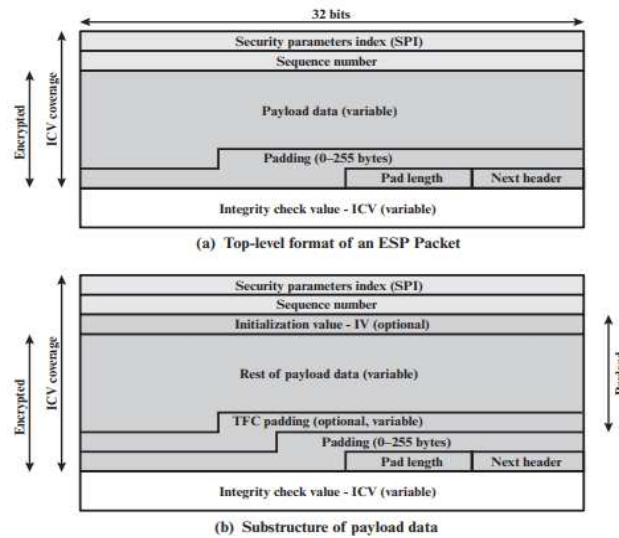 32 bits
Security parameters index (SPI)
Sequence number
Encrypted
ICV coverage
Payload data (variable)
Padding (0–255 bytes)
Pad length
Next header
Integrity check value - ICV (variable)
(a) Top-level format of an ESP Packet
Security parameters index (SPI)
Sequence number
Initialization value - IV (optional)
Encrypted
ICV coverage
Rest of payload data (variable)
Payload
TFC padding (optional, variable)
Padding (0–255 bytes)
Pad length
Next header
Integrity check value - ICV (variable)
(b) Substructure of payload data